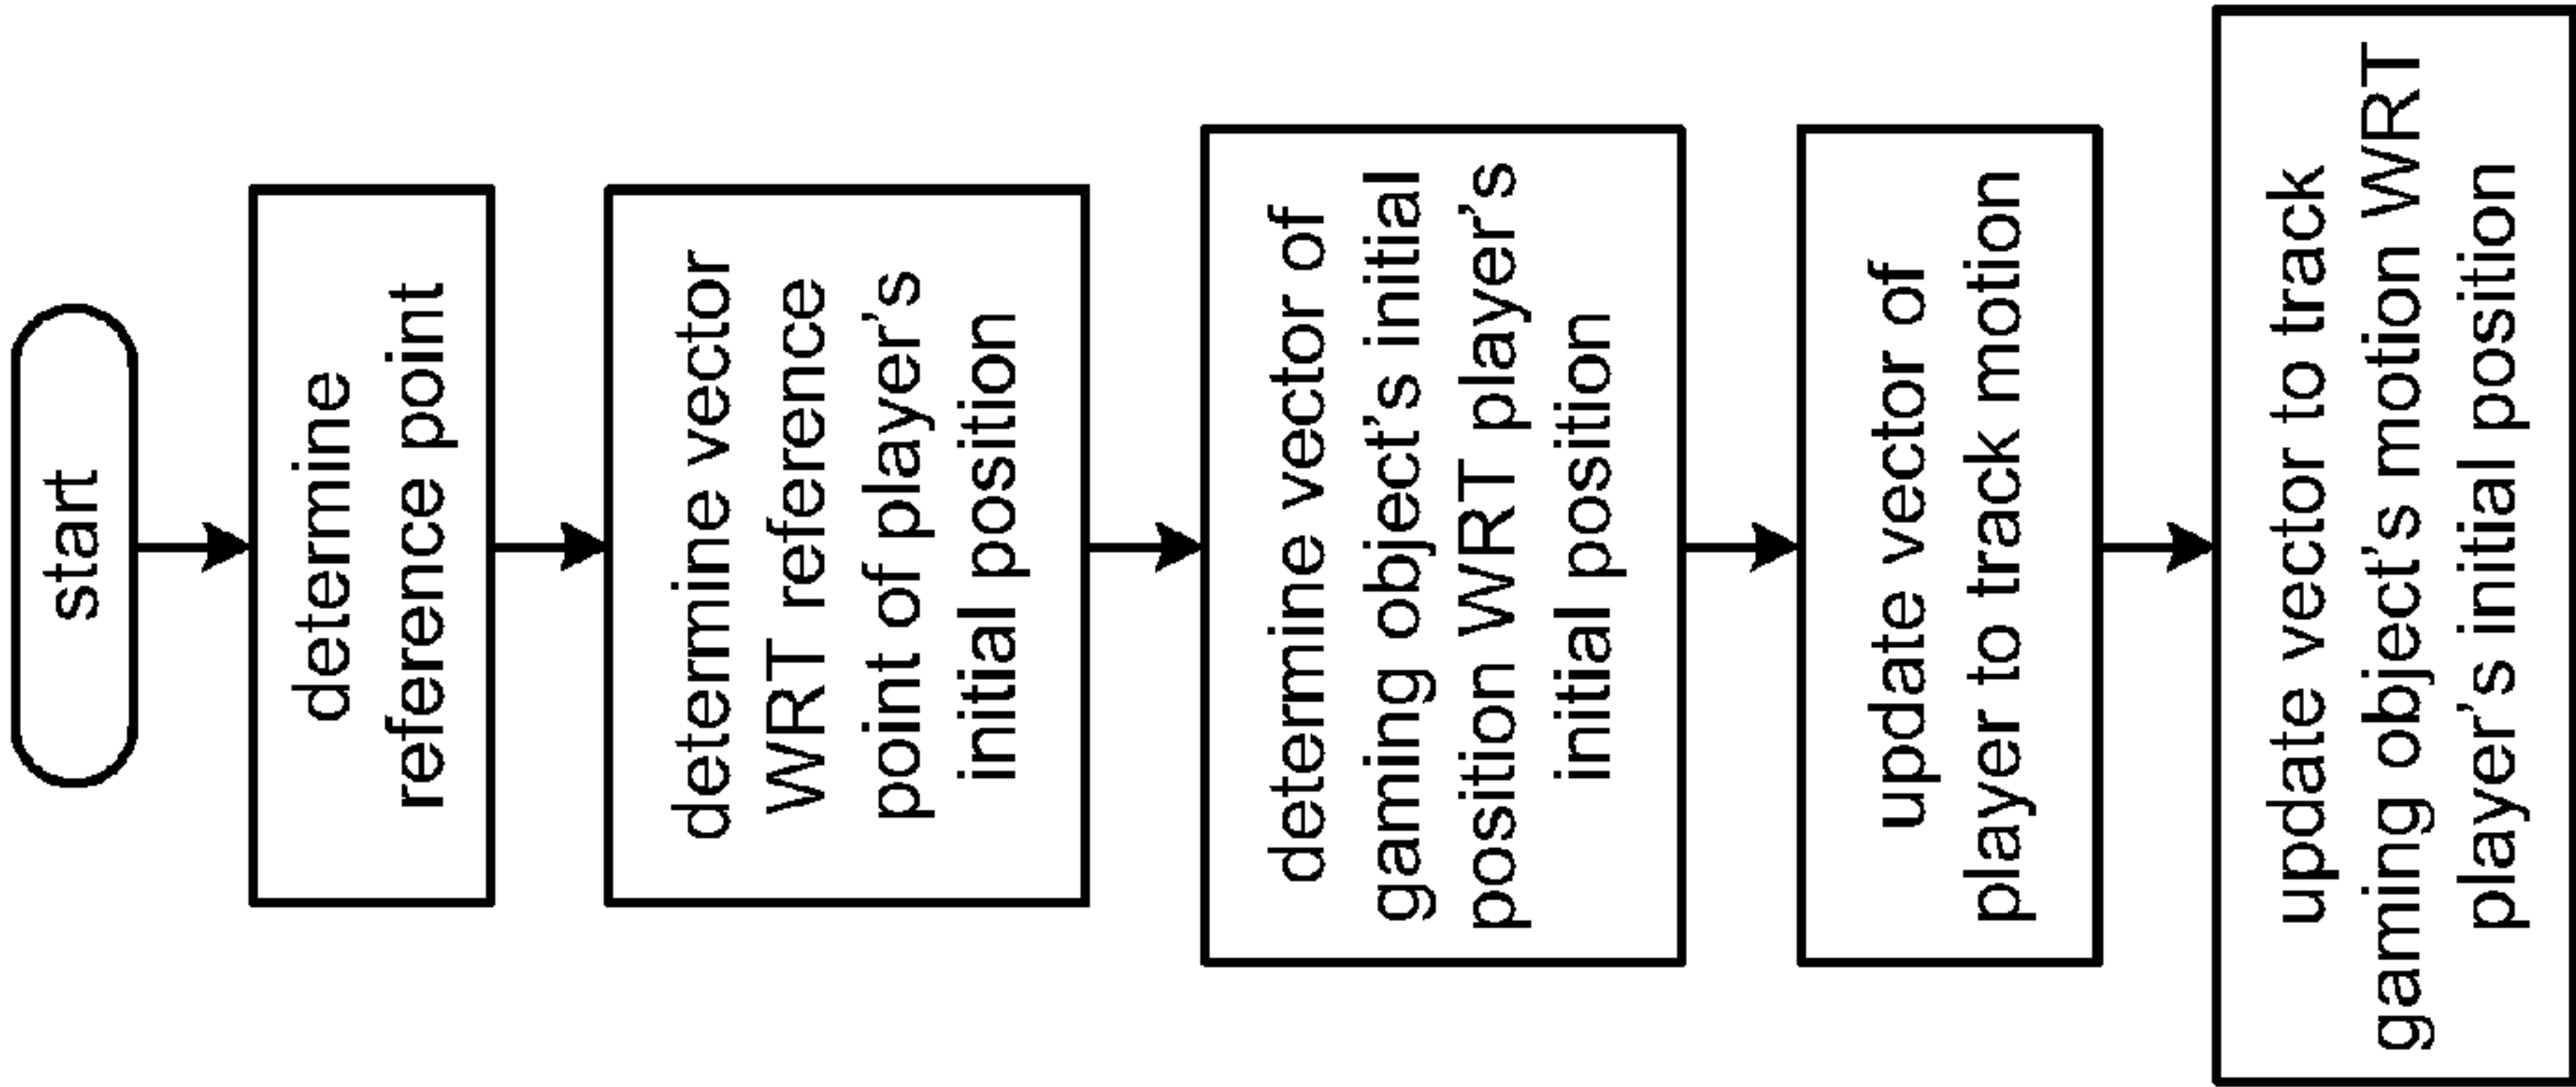 start
determine
reference point
determine vector
WRT reference
point of player's
initial position
determine vector of
gaming object's initial
position WRT player's
initial position
update vector of
player to track motion
update vector to track
gaming object's motion WRT
player's initial position